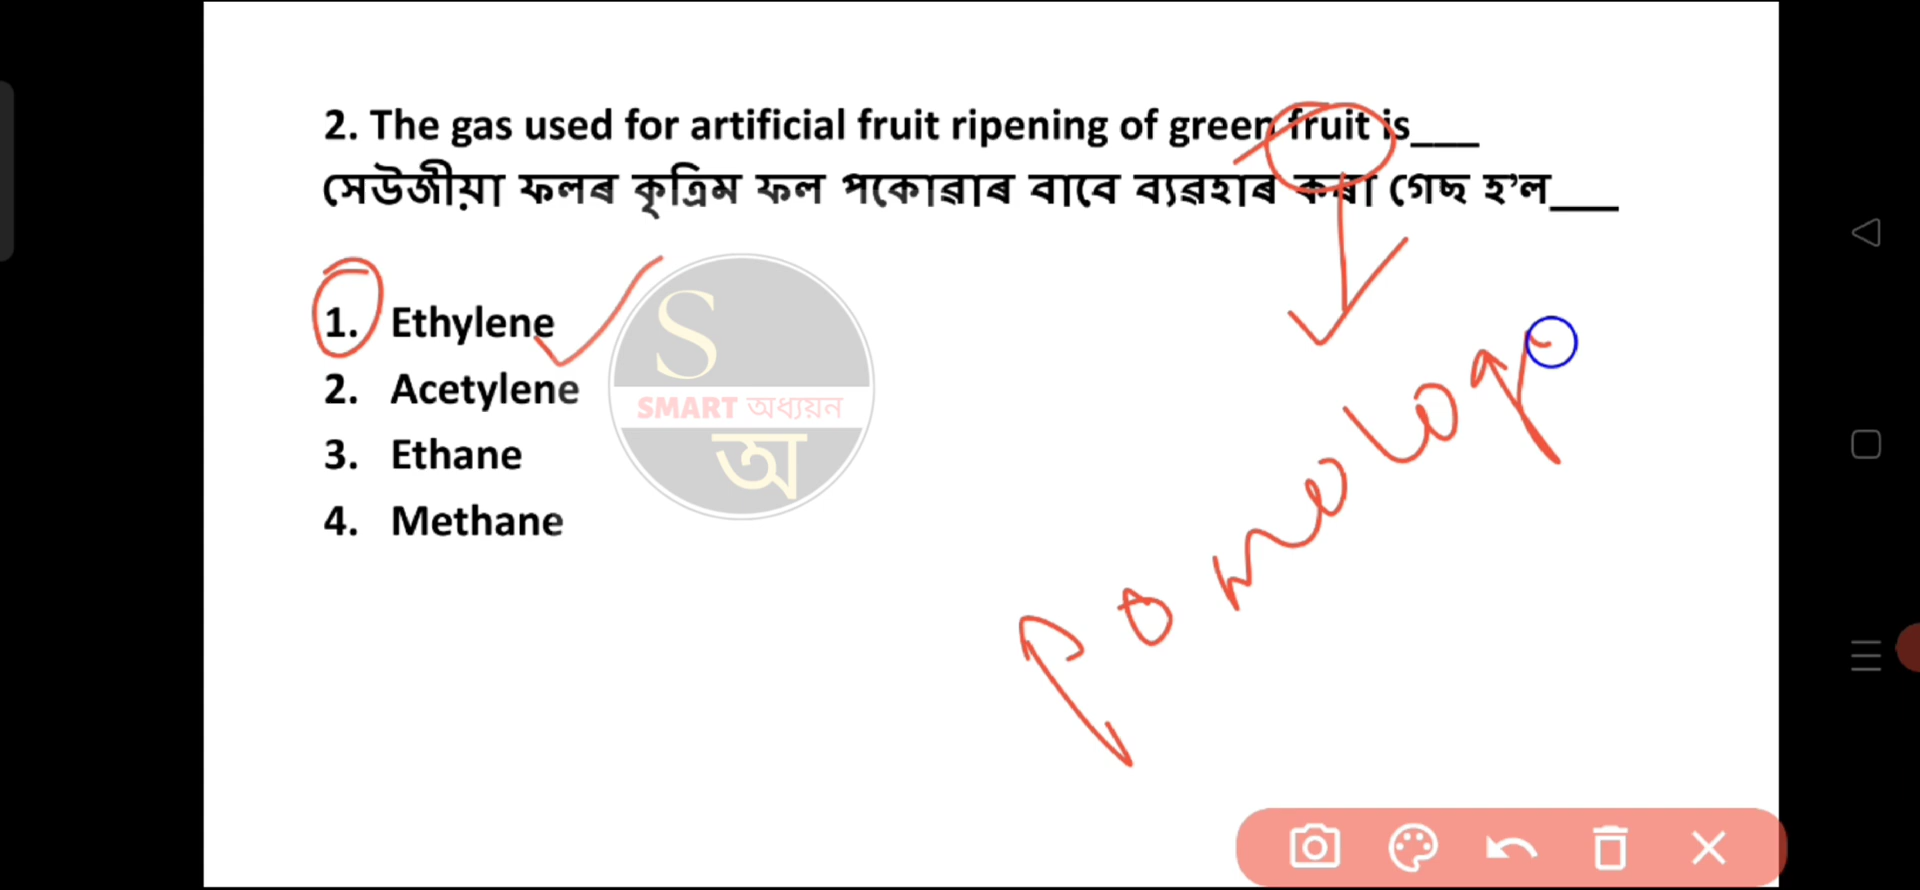 2. The gas used for artificial fruit ripening of green fruit is___
সেউজীয়া ফলৰ কৃত্ৰিম ফল পকোৱাৰ বাবে ব্যৱহাৰ কৰা গেছ হ’ল___
1. Ethylene
2. Acetylene
3. Ethane
4. Methane
S
SMART অধ্যয়ন
অ
Pomology